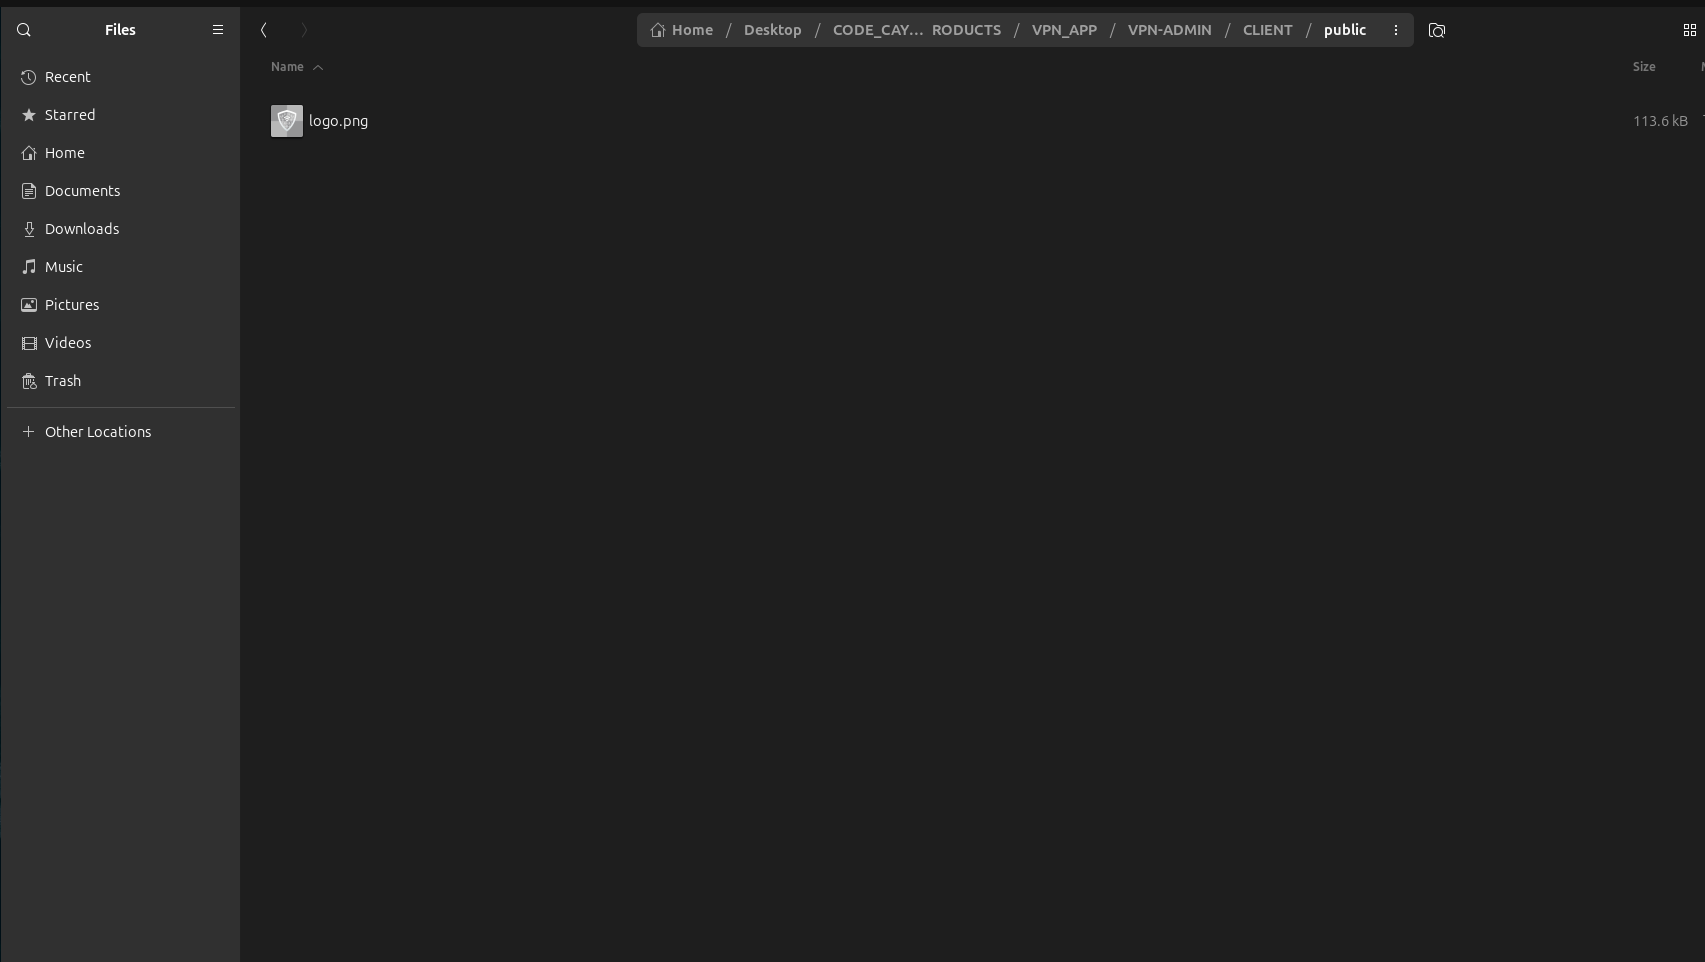 Files
Home / Desktop / CODE_CAY… RODUCTS / VPN_APP / VPN-ADMIN / CLIENT / public
Name
Size
Recent
Starred
Home
Documents
Downloads
Music
Pictures
Videos
Trash
Other Locations
logo.png
113.6 kB